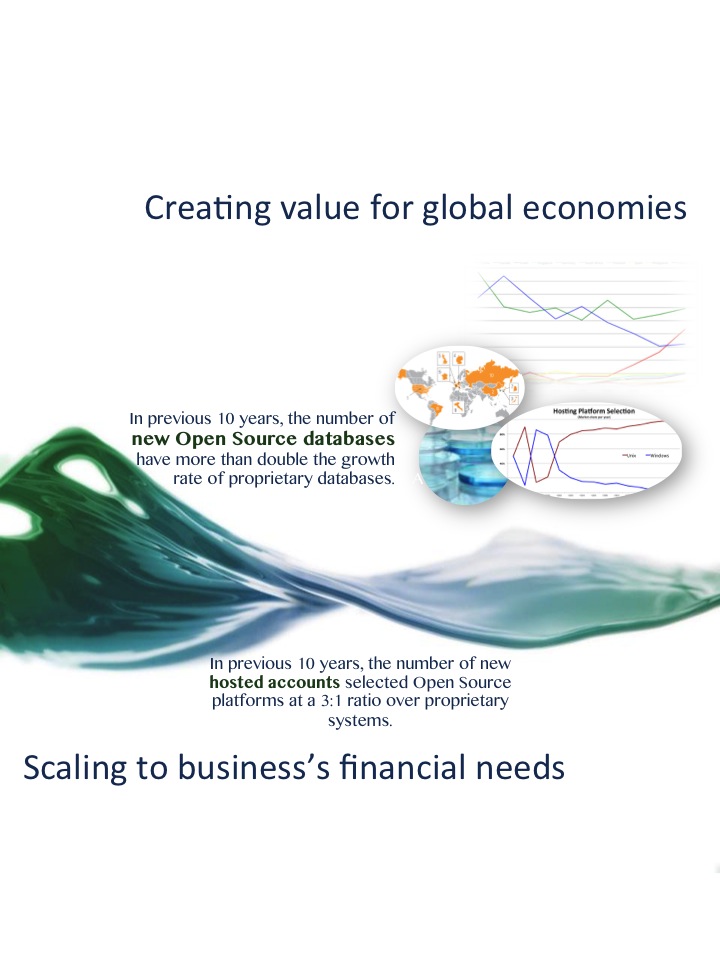 Creating value for global economies
In previous 10 years, the number of
new Open Source databases
have more than double the growth
rate of proprietary databases.
Hosting Platform Selection
Unix
Windows
In previous 10 years, the number of new
hosted accounts selected Open Source
platforms at a 3:1 ratio over proprietary
systems.
Scaling to business’s financial needs